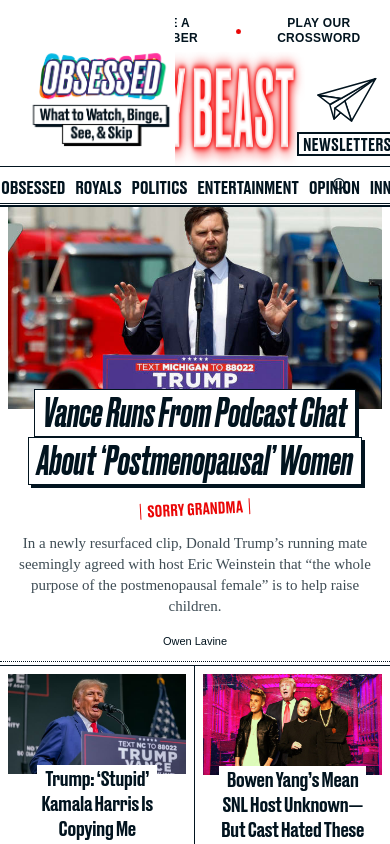 E A
BER
PLAY OUR
CROSSWORD
OBSESSED
What to Watch, Binge,
See, & Skip
Y BEAST
NEWSLETTERS
OBSESSED ROYALS POLITICS ENTERTAINMENT OPINION INN
TEXT MICHIGAN TO 88022
TRUMP
Vance Runs From Podcast Chat
About ‘Postmenopausal’ Women
SORRY GRANDMA
In a newly resurfaced clip, Donald Trump’s running mate
seemingly agreed with host Eric Weinstein that “the whole
purpose of the postmenopausal female” is to help raise
children.
Owen Lavine
TEXT NC TO 88022
TRUMP
VANCE
Trump: ‘Stupid’
Kamala Harris Is
Copying Me
Bowen Yang’s Mean
SNL Host Unknown—
But Cast Hated These